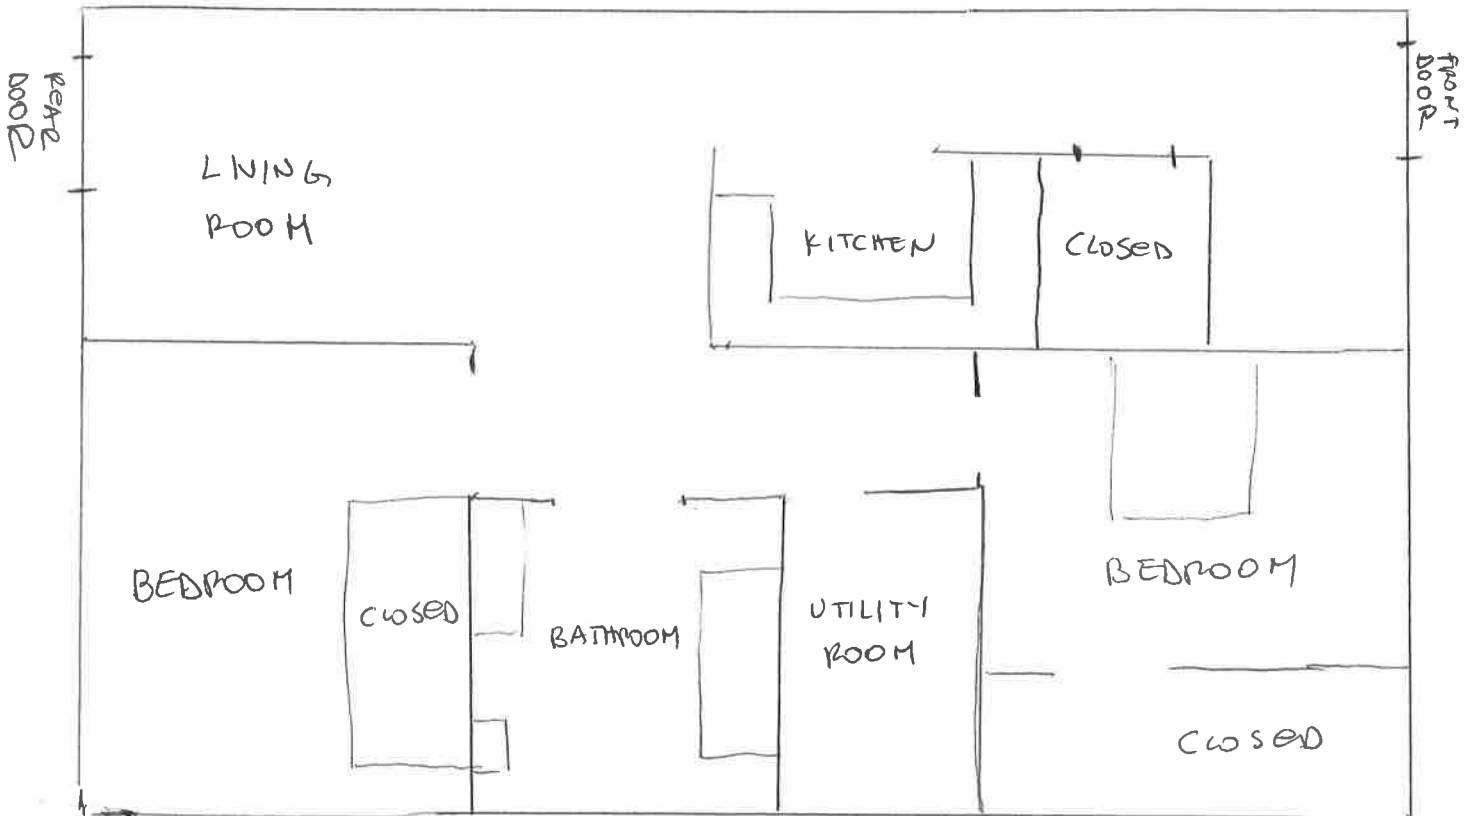 REAR
DOOR
FRONT
DOOR
LIVING
ROOM
KITCHEN
CLOSED
BEDROOM
CLOSED
BATHROOM
UTILITY
ROOM
BEDROOM
CLOSED